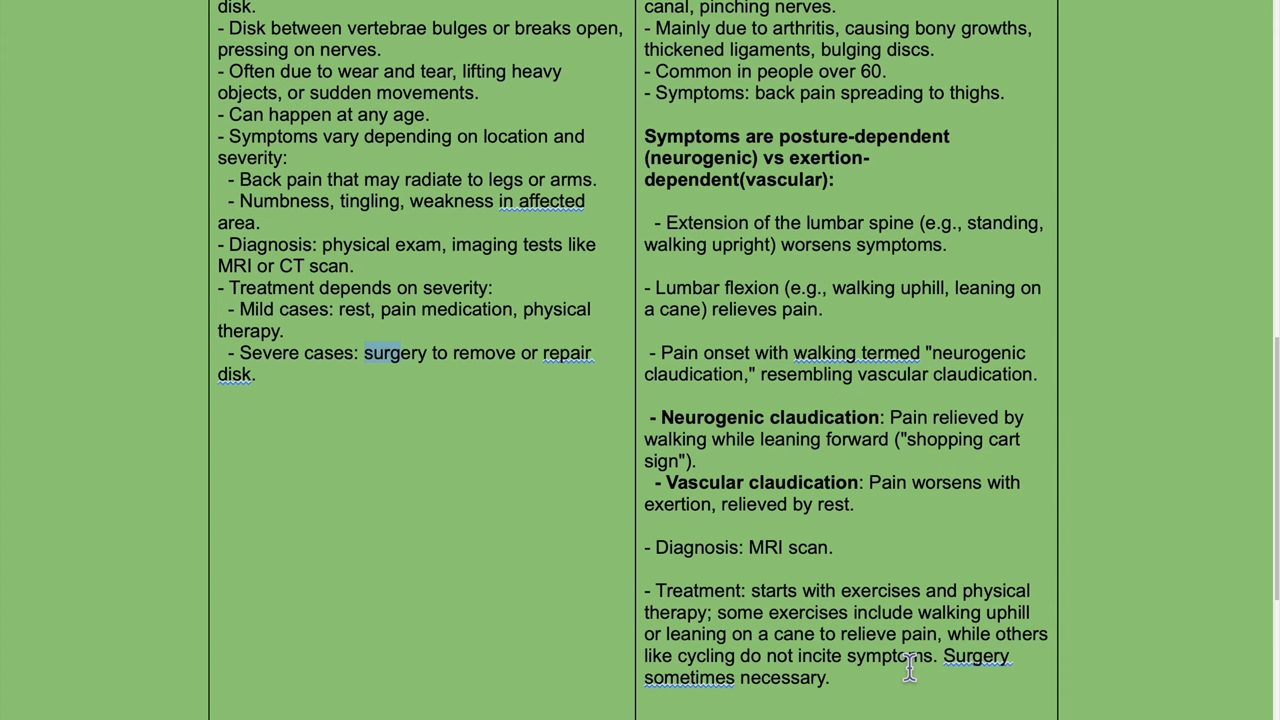 disk.
- Disk between vertebrae bulges or breaks open,
pressing on nerves.
- Often due to wear and tear, lifting heavy
objects, or sudden movements.
- Can happen at any age.
- Symptoms vary depending on location and
severity:
- Back pain that may radiate to legs or arms.
- Numbness, tingling, weakness in affected
area.
- Diagnosis: physical exam, imaging tests like
MRI or CT scan.
- Treatment depends on severity:
- Mild cases: rest, pain medication, physical
therapy.
- Severe cases: surgery to remove or repair
disk.
canal, pinching nerves.
- Mainly due to arthritis, causing bony growths,
thickened ligaments, bulging discs.
- Common in people over 60.
- Symptoms: back pain spreading to thighs.
Symptoms are posture-dependent
(neurogenic) vs exertion-
dependent(vascular):
- Extension of the lumbar spine (e.g., standing,
walking upright) worsens symptoms.
- Lumbar flexion (e.g., walking uphill, leaning on
a cane) relieves pain.
- Pain onset with walking termed "neurogenic
claudication," resembling vascular claudication.
- Neurogenic claudication: Pain relieved by
walking while leaning forward ("shopping cart
sign").
- Vascular claudication: Pain worsens with
exertion, relieved by rest.
- Diagnosis: MRI scan.
- Treatment: starts with exercises and physical
therapy; some exercises include walking uphill
or leaning on a cane to relieve pain, while others
like cycling do not incite symptoms. Surgery
sometimes necessary.